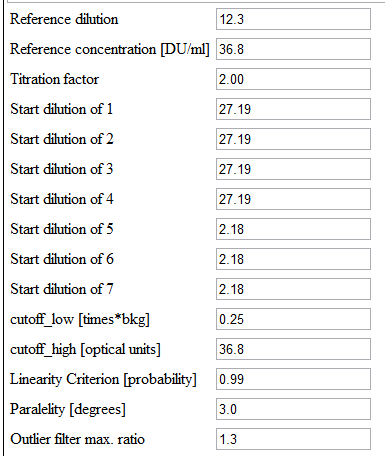 Reference dilution 12.3
Reference concentration [DU/ml] 36.8
Titration factor 2.00
Start dilution of 1 27.19
Start dilution of 2 27.19
Start dilution of 3 27.19
Start dilution of 4 27.19
Start dilution of 5 2.18
Start dilution of 6 2.18
Start dilution of 7 2.18
cutoff_low [times*bkg] 0.25
cutoff_high [optical units] 36.8
Linearity Criterion [probability] 0.99
Paralelity [degrees] 3.0
Outlier filter max. ratio 1.3